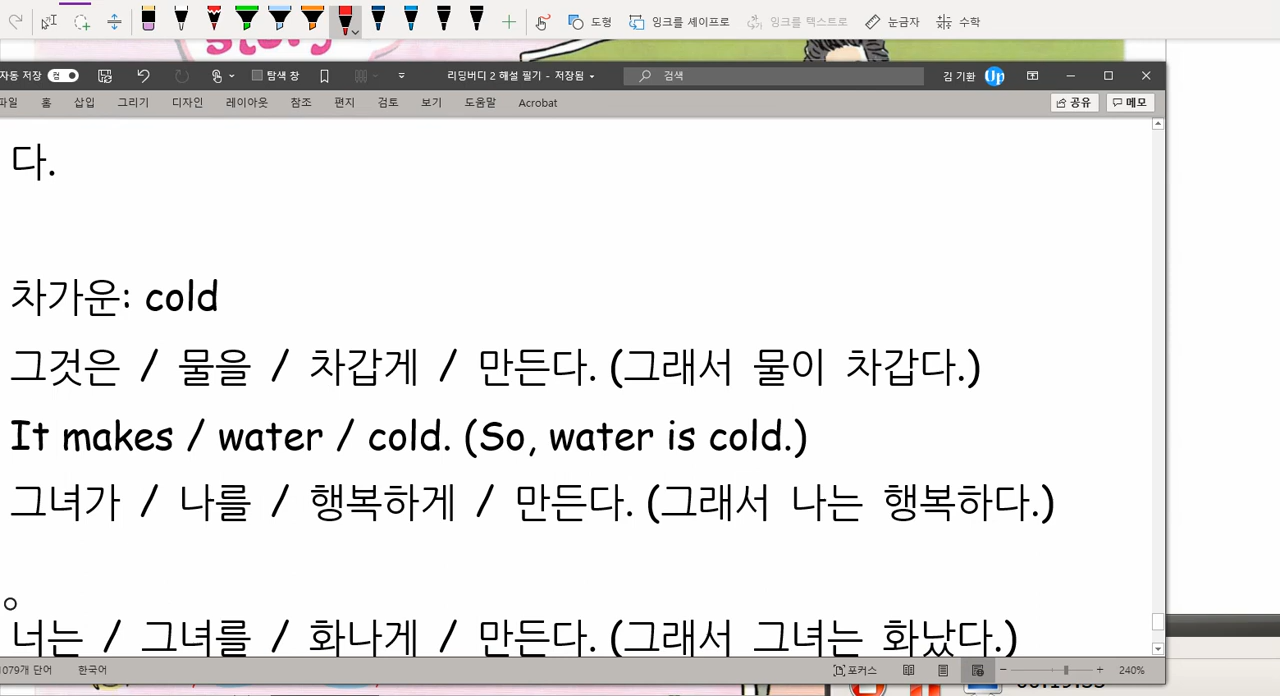 도형 잉크를 셰이프로 잉크를 텍스트로 눈금자 수학
story
자동 저장 컴 탐색 창 리딩버디 2 해설 필기 - 저장됨 검색 김 기환 Up
파일 홈 삽입 그리기 디자인 레이아웃 참조 편지 검토 보기 도움말 Acrobat 공유 메모
다.
차가운: cold
그것은 / 물을 / 차갑게 / 만든다. (그래서 물이 차갑다.)
It makes / water / cold. (So, water is cold.)
그녀가 / 나를 / 행복하게 / 만든다. (그래서 나는 행복하다.)
너는 / 그녀를 / 화나게 / 만든다. (그래서 그녀는 화났다.)
1079개 단어 한국어 포커스 240%